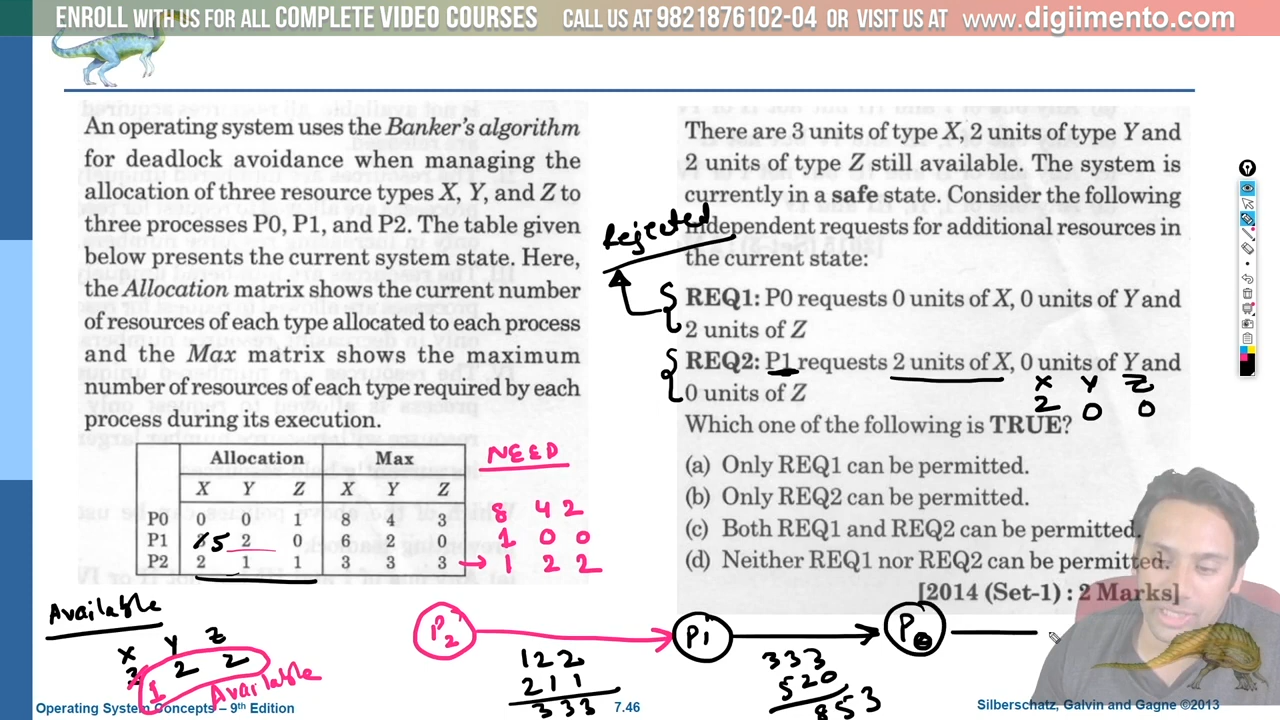 ENROLL WITH US FOR ALL COMPLETE VIDEO COURSES CALL US AT 9821876102-04 OR VISIT US AT www.digiimento.com
An operating system uses the Banker's algorithm
for deadlock avoidance when managing the
allocation of three resource types X, Y, and Z to
three processes P0, P1, and P2. The table given
below presents the current system state. Here,
the Allocation matrix shows the current number
of resources of each type allocated to each process
and the Max matrix shows the maximum
number of resources of each type required by each
process during its execution.
Allocation Max NEED
X Y Z X Y Z
P0 0 0 1 8 4 3 8 4 2
P1 5 2 0 6 2 0 1 0 0
P2 2 1 1 3 3 3 → 1 2 2
Available
X Y Z
1 2 2
Available
There are 3 units of type X, 2 units of type Y and
2 units of type Z still available. The system is
currently in a safe state. Consider the following
independent requests for additional resources in
the current state:
Rejected
REQ1: P0 requests 0 units of X, 0 units of Y and
2 units of Z
REQ2: P1 requests 2 units of X, 0 units of Y and
0 units of Z
X Y Z
2 0 0
Which one of the following is TRUE?
(a) Only REQ1 can be permitted.
(b) Only REQ2 can be permitted.
(c) Both REQ1 and REQ2 can be permitted.
(d) Neither REQ1 nor REQ2 can be permitted.
[2014 (Set-1) : 2 Marks]
P2 P1 P0
1 2 2
2 1 1
3 3 3
3 3 3
5 2 0
8 5 3
Operating System Concepts – 9th Edition 7.46 Silberschatz, Galvin and Gagne ©2013